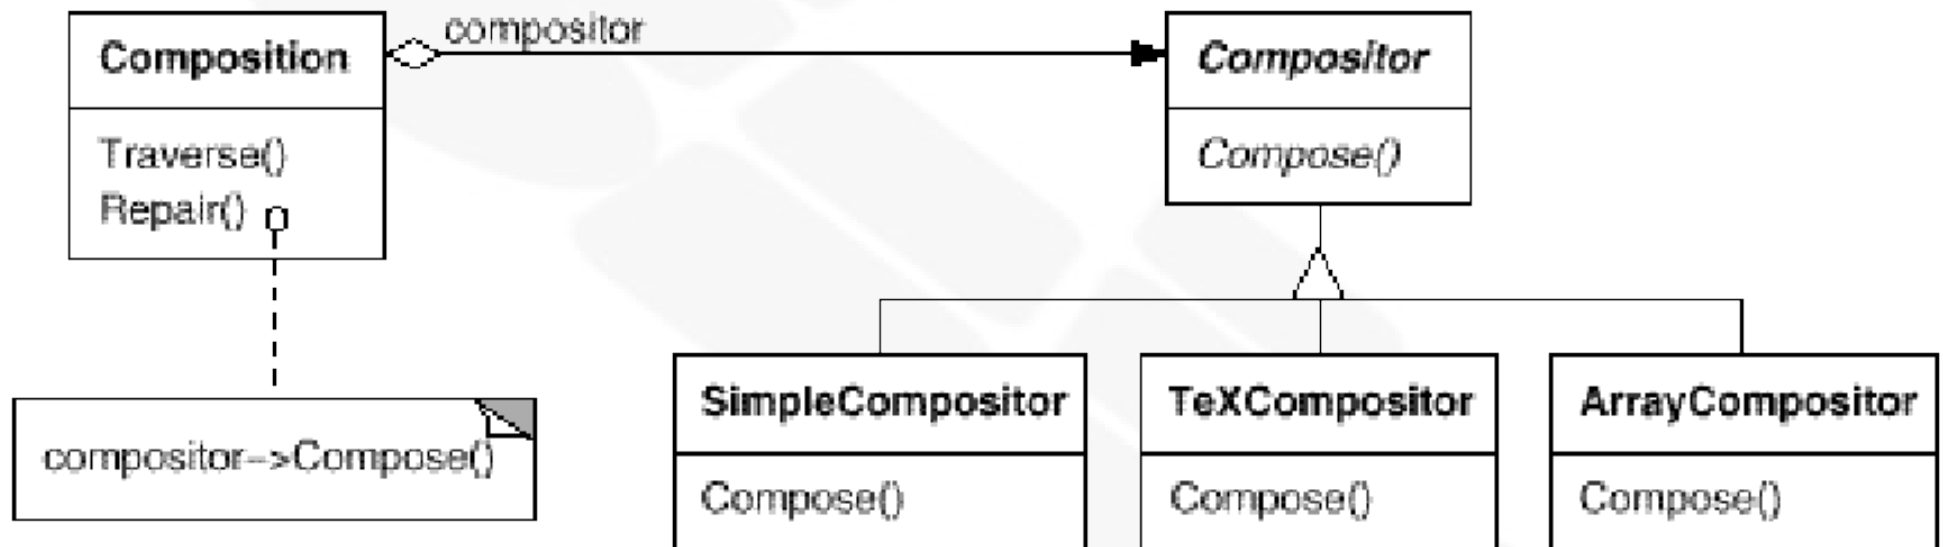 Composition
compositor
Compositor
Traverse()
Repair()
Compose()
compositor->Compose()
SimpleCompositor
TeXCompositor
ArrayCompositor
Compose()
Compose()
Compose()